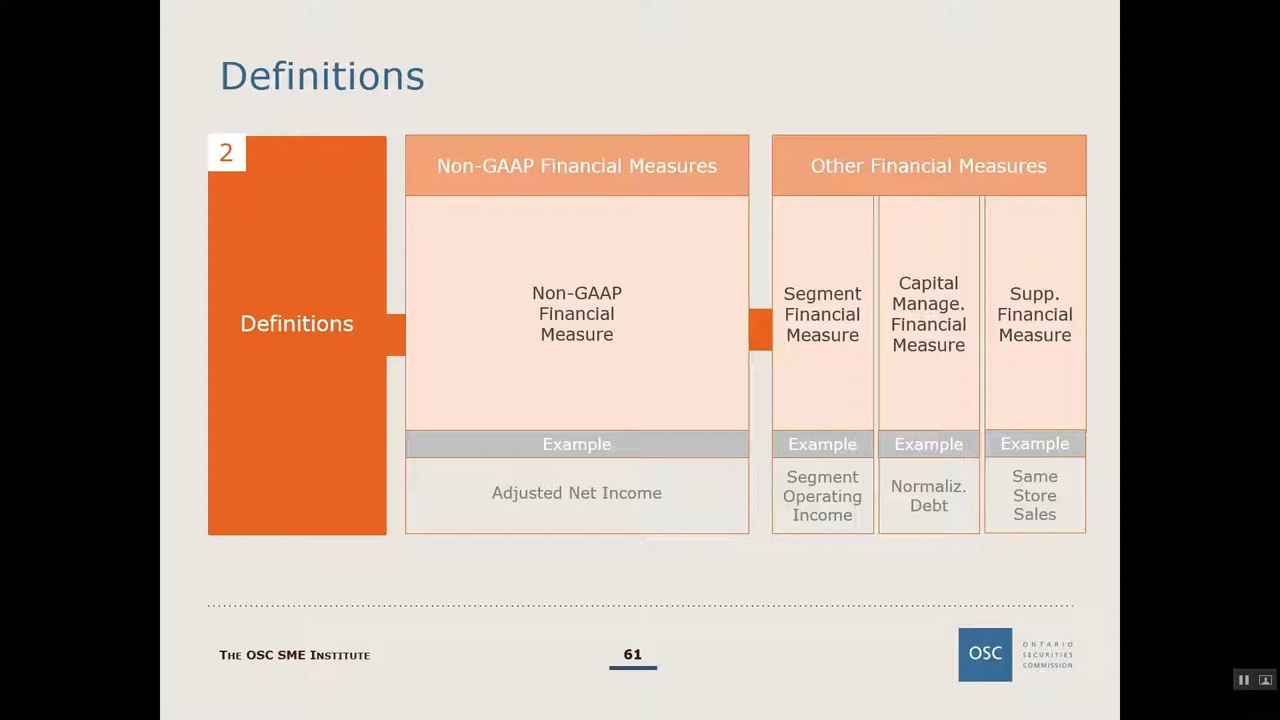 Definitions
2
Definitions
Non-GAAP Financial Measures
Non-GAAP
Financial
Measure
Example
Adjusted Net Income
Other Financial Measures
Segment
Financial
Measure
Example
Segment
Operating
Income
Capital
Manage.
Financial
Measure
Example
Normaliz.
Debt
Supp.
Financial
Measure
Example
Same
Store
Sales
THE OSC SME INSTITUTE
61
OSC
ONTARIO
SECURITIES
COMMISSION